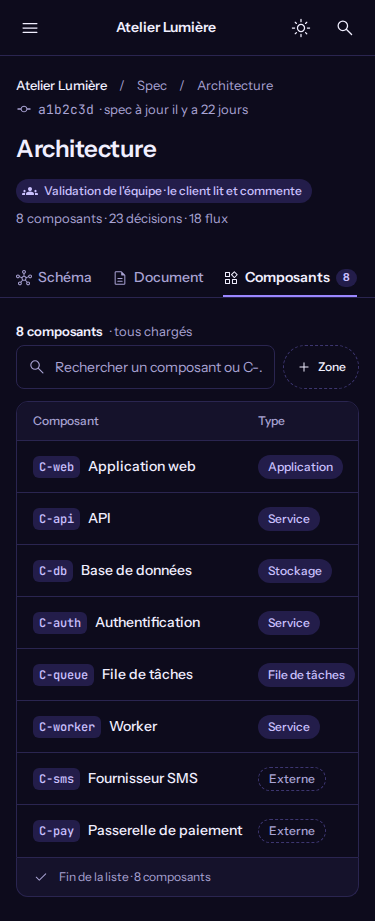 Atelier Lumière
Atelier Lumière / Spec / Architecture
a1b2c3d · spec à jour il y a 22 jours
Architecture
Validation de l'équipe · le client lit et commente
8 composants · 23 décisions · 18 flux
Schéma Document Composants 8
8 composants · tous chargés
Rechercher un composant ou C-. + Zone
Composant Type
C-web Application web Application
C-api API Service
C-db Base de données Stockage
C-auth Authentification Service
C-queue File de tâches File de tâches
C-worker Worker Service
C-sms Fournisseur SMS Externe
C-pay Passerelle de paiement Externe
Fin de la liste · 8 composants